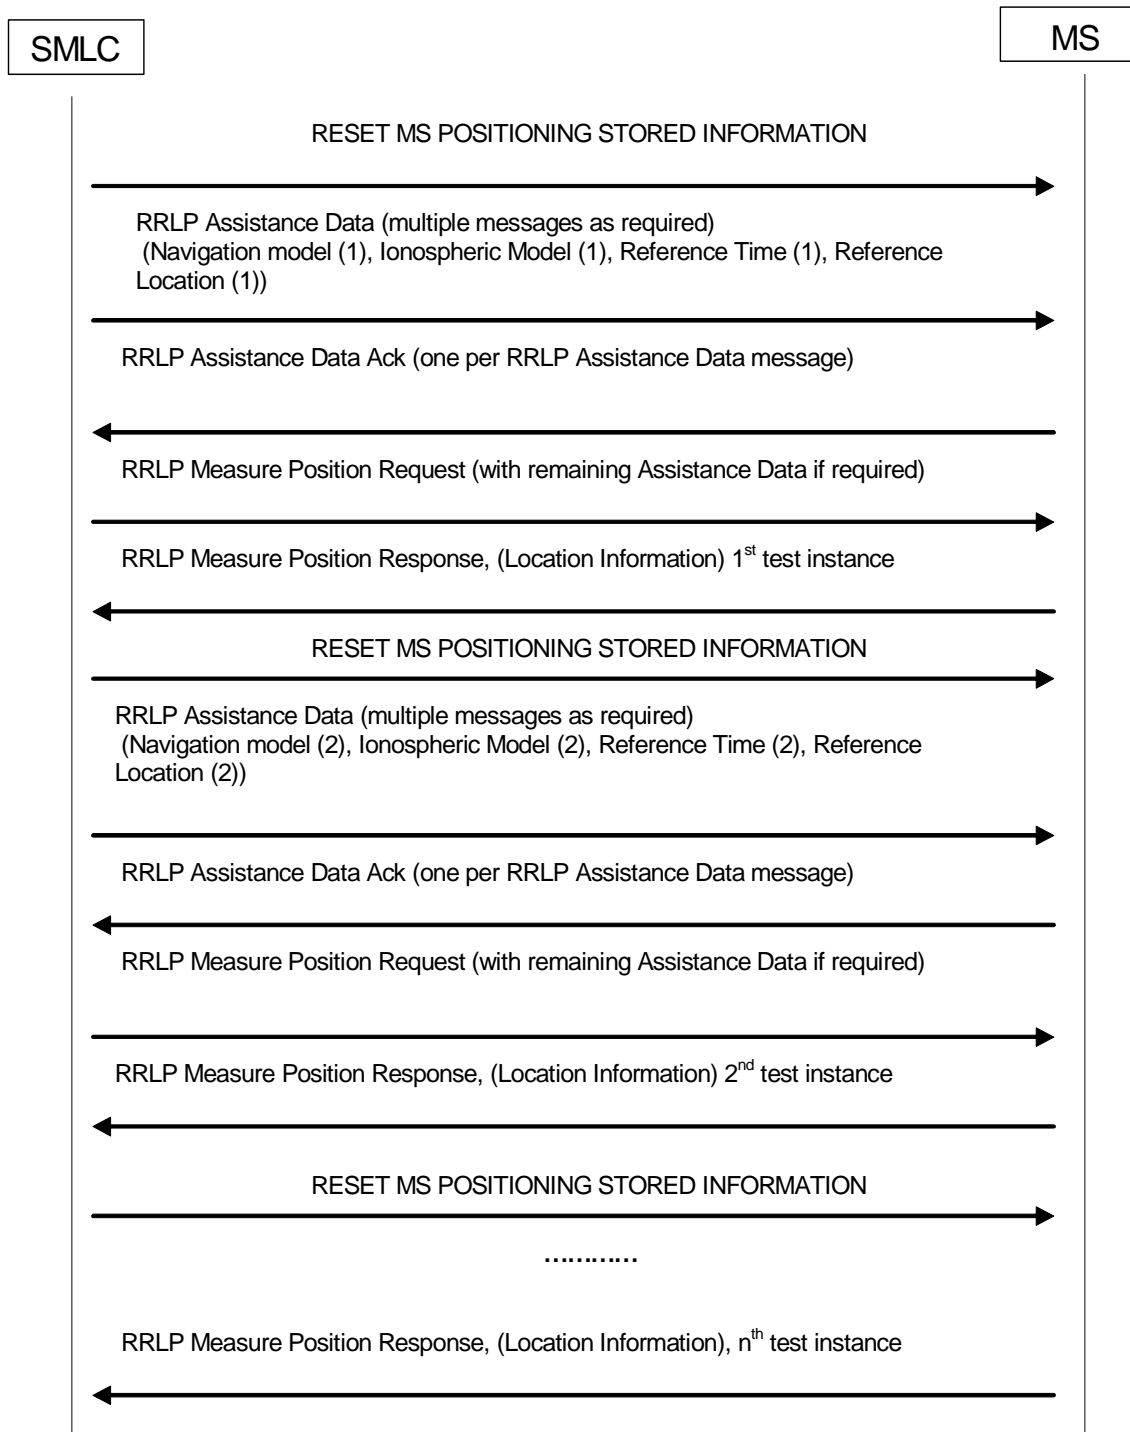 SMLC
MS
RESET MS POSITIONING STORED INFORMATION
RRLP Assistance Data (multiple messages as required)
(Navigation model (1), Ionospheric Model (1), Reference Time (1), Reference
Location (1))
RRLP Assistance Data Ack (one per RRLP Assistance Data message)
RRLP Measure Position Request (with remaining Assistance Data if required)
RRLP Measure Position Response, (Location Information) 1st test instance
RESET MS POSITIONING STORED INFORMATION
RRLP Assistance Data (multiple messages as required)
(Navigation model (2), Ionospheric Model (2), Reference Time (2), Reference
Location (2))
RRLP Assistance Data Ack (one per RRLP Assistance Data message)
RRLP Measure Position Request (with remaining Assistance Data if required)
RRLP Measure Position Response, (Location Information) 2nd test instance
RESET MS POSITIONING STORED INFORMATION
…………
RRLP Measure Position Response, (Location Information), nth test instance